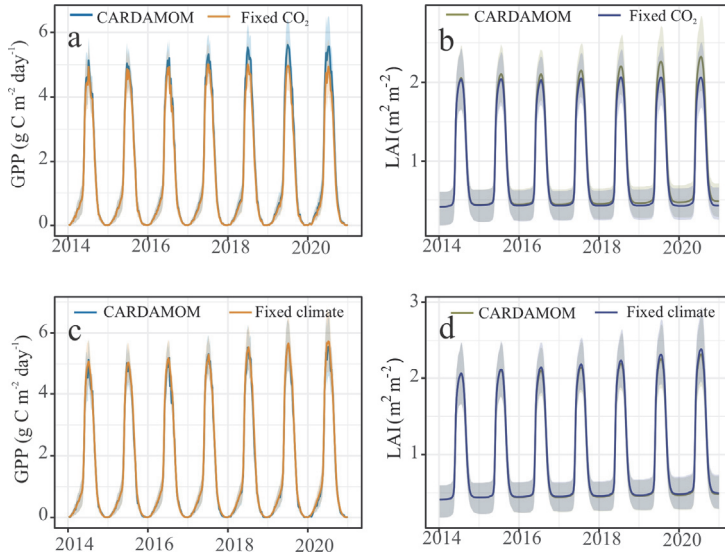 a
CARDAMOM Fixed CO₂
GPP (g C m⁻² day⁻¹)
6
4
2
0
2014 2016 2018 2020
b
CARDAMOM Fixed CO₂
LAI (m² m⁻²)
2
1
2014 2016 2018 2020
c
CARDAMOM Fixed climate
GPP (g C m⁻² day⁻¹)
6
4
2
0
2014 2016 2018 2020
d
CARDAMOM Fixed climate
LAI (m² m⁻²)
3
2
1
2014 2016 2018 2020